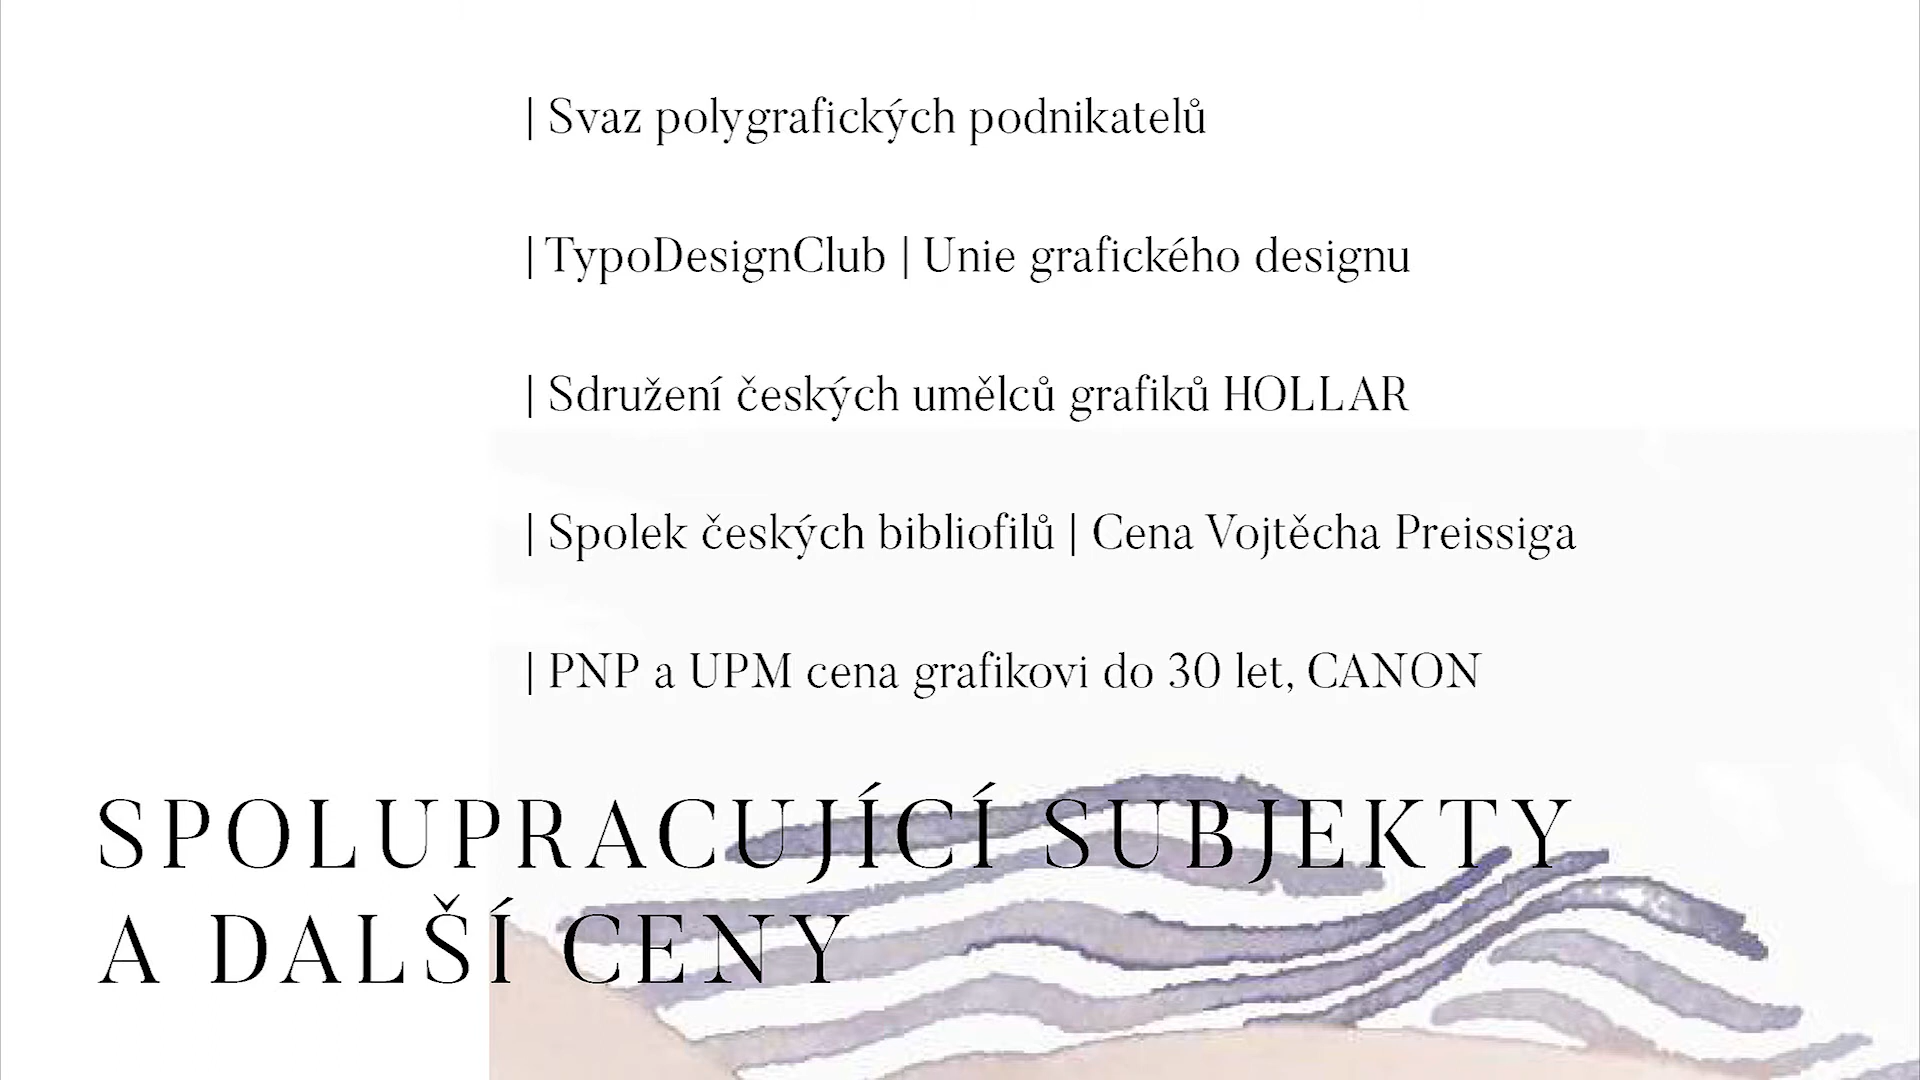 | Svaz polygrafických podnikatelů
| TypoDesignClub | Unie grafického designu
| Sdružení českých umělců grafiků HOLLAR
| Spolek českých bibliofilů | Cena Vojtěcha Preissiga
| PNP a UPM cena grafikovi do 30 let, CANON
SPOLUPRACUJÍCÍ SUBJEKTY
A DALŠÍ CENY